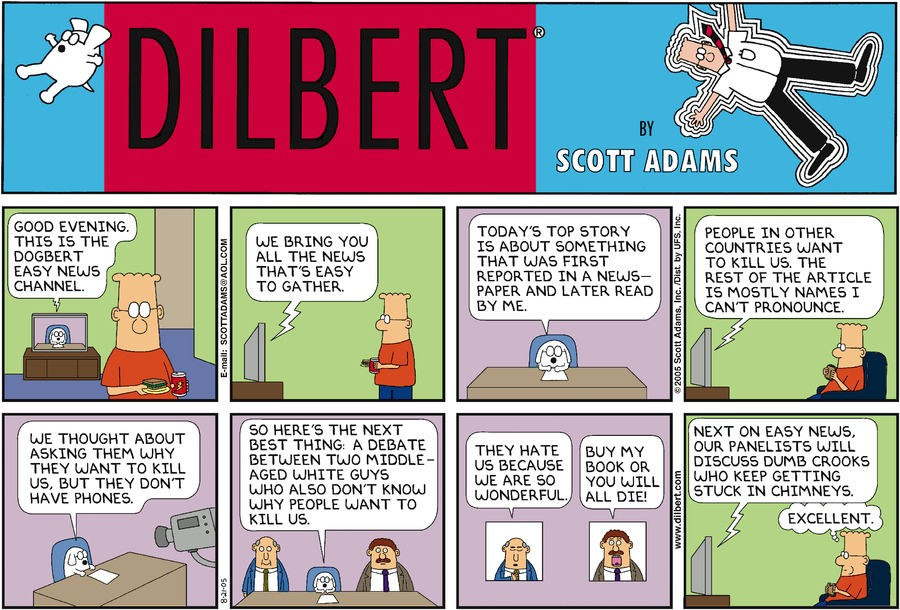 DILBERT®
BY
SCOTT ADAMS
GOOD EVENING.
THIS IS THE
DOGBERT
EASY NEWS
CHANNEL.
E-mail: SCOTTADAMS@AOL.COM
WE BRING YOU
ALL THE NEWS
THAT'S EASY
TO GATHER.
TODAY'S TOP STORY
IS ABOUT SOMETHING
THAT WAS FIRST
REPORTED IN A NEWS-
PAPER AND LATER READ
BY ME.
© 2005 Scott Adams, Inc./Dist. by UFS, Inc.
PEOPLE IN OTHER
COUNTRIES WANT
TO KILL US. THE
REST OF THE ARTICLE
IS MOSTLY NAMES I
CAN'T PRONOUNCE.
WE THOUGHT ABOUT
ASKING THEM WHY
THEY WANT TO KILL
US, BUT THEY DON'T
HAVE PHONES.
8-21-05
SO HERE'S THE NEXT
BEST THING: A DEBATE
BETWEEN TWO MIDDLE-
AGED WHITE GUYS
WHO ALSO DON'T KNOW
WHY PEOPLE WANT TO
KILL US.
THEY HATE
US BECAUSE
WE ARE SO
WONDERFUL.
BUY MY
BOOK OR
YOU WILL
ALL DIE!
www.dilbert.com
NEXT ON EASY NEWS,
OUR PANELISTS WILL
DISCUSS DUMB CROOKS
WHO KEEP GETTING
STUCK IN CHIMNEYS.
EXCELLENT.